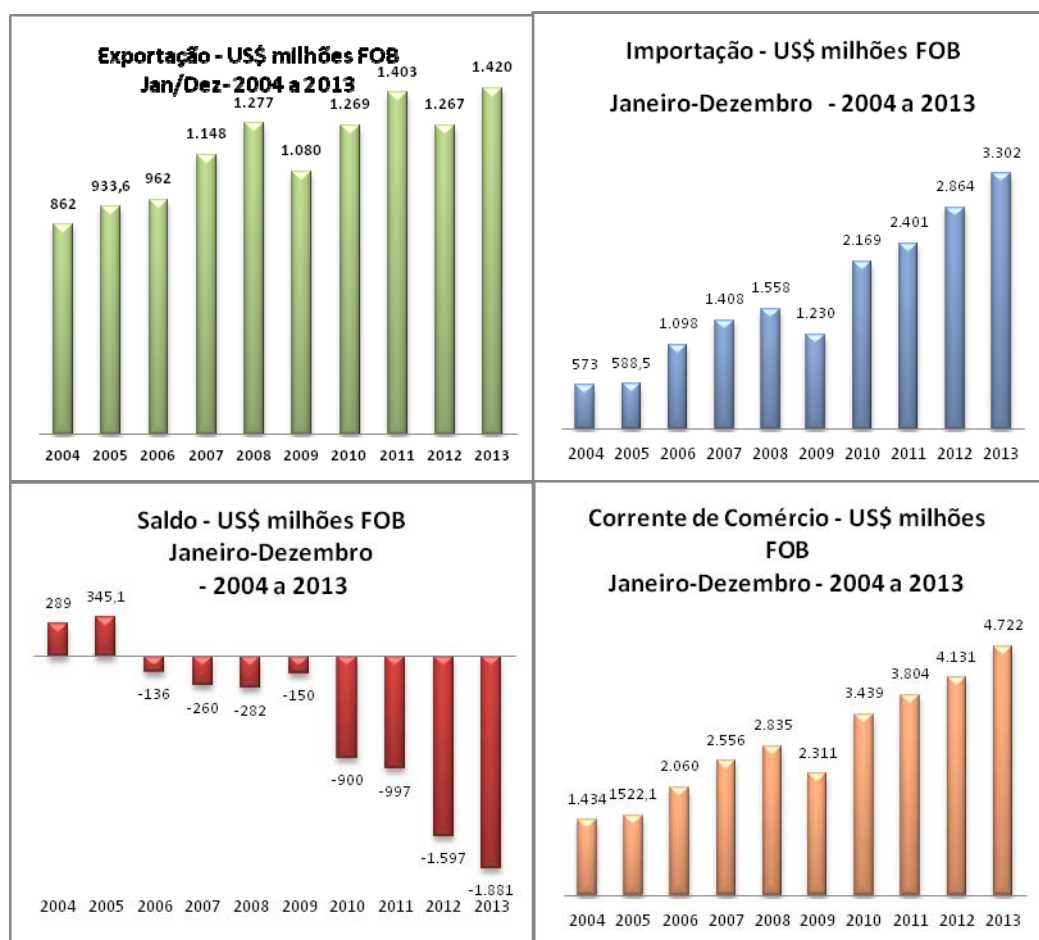 Exportação - US$ milhões FOB
Jan/Dez- 2004 a 2013
862
933,6
962
1.148
1.277
1.080
1.269
1.403
1.267
1.420
2004 2005 2006 2007 2008 2009 2010 2011 2012 2013
Importação - US$ milhões FOB
Janeiro-Dezembro - 2004 a 2013
573
588,5
1.098
1.408
1.558
1.230
2.169
2.401
2.864
3.302
2004 2005 2006 2007 2008 2009 2010 2011 2012 2013
Saldo - US$ milhões FOB
Janeiro-Dezembro
- 2004 a 2013
289
345,1
-136
-260
-282
-150
-900
-997
-1.597
-1.881
2004 2005 2006 2007 2008 2009 2010 2011 2012 2013
Corrente de Comércio - US$ milhões
FOB
Janeiro-Dezembro - 2004 a 2013
1.434
1522,1
2.060
2.556
2.835
2.311
3.439
3.804
4.131
4.722
2004 2005 2006 2007 2008 2009 2010 2011 2012 2013